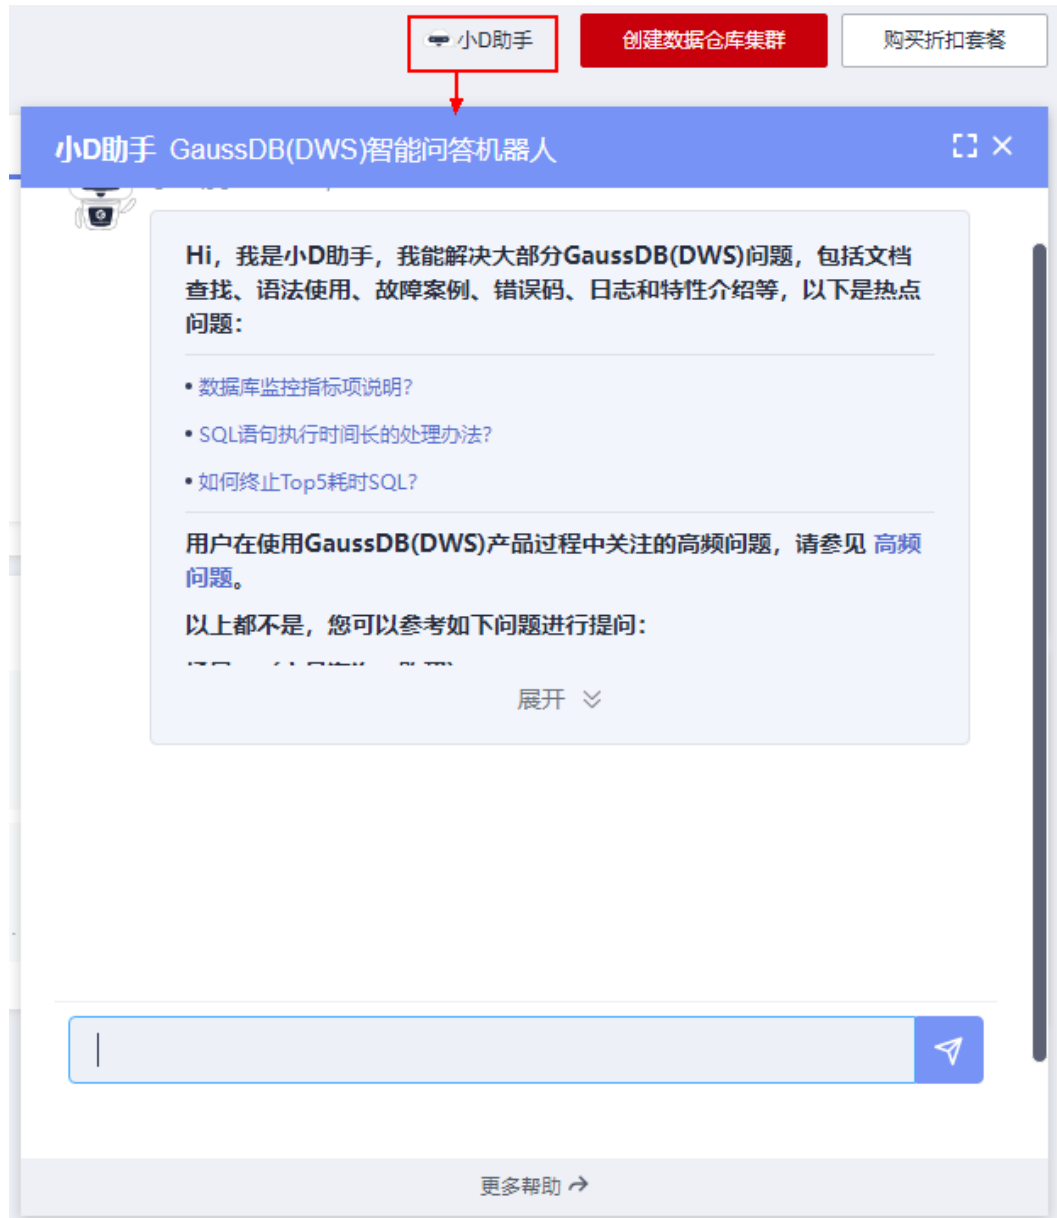 小D助手
创建数据仓库集群
购买折扣套餐
小D助手 GaussDB(DWS)智能问答机器人
Hi，我是小D助手，我能解决大部分GaussDB(DWS)问题，包括文档
查找、语法使用、故障案例、错误码、日志和特性介绍等，以下是热点
问题：
• 数据库监控指标项说明?
• SQL语句执行时间长的处理办法?
• 如何终止Top5耗时SQL?
用户在使用GaussDB(DWS)产品过程中关注的高频问题，请参见 高频
问题。
以上都不是，您可以参考如下问题进行提问：
展开
更多帮助